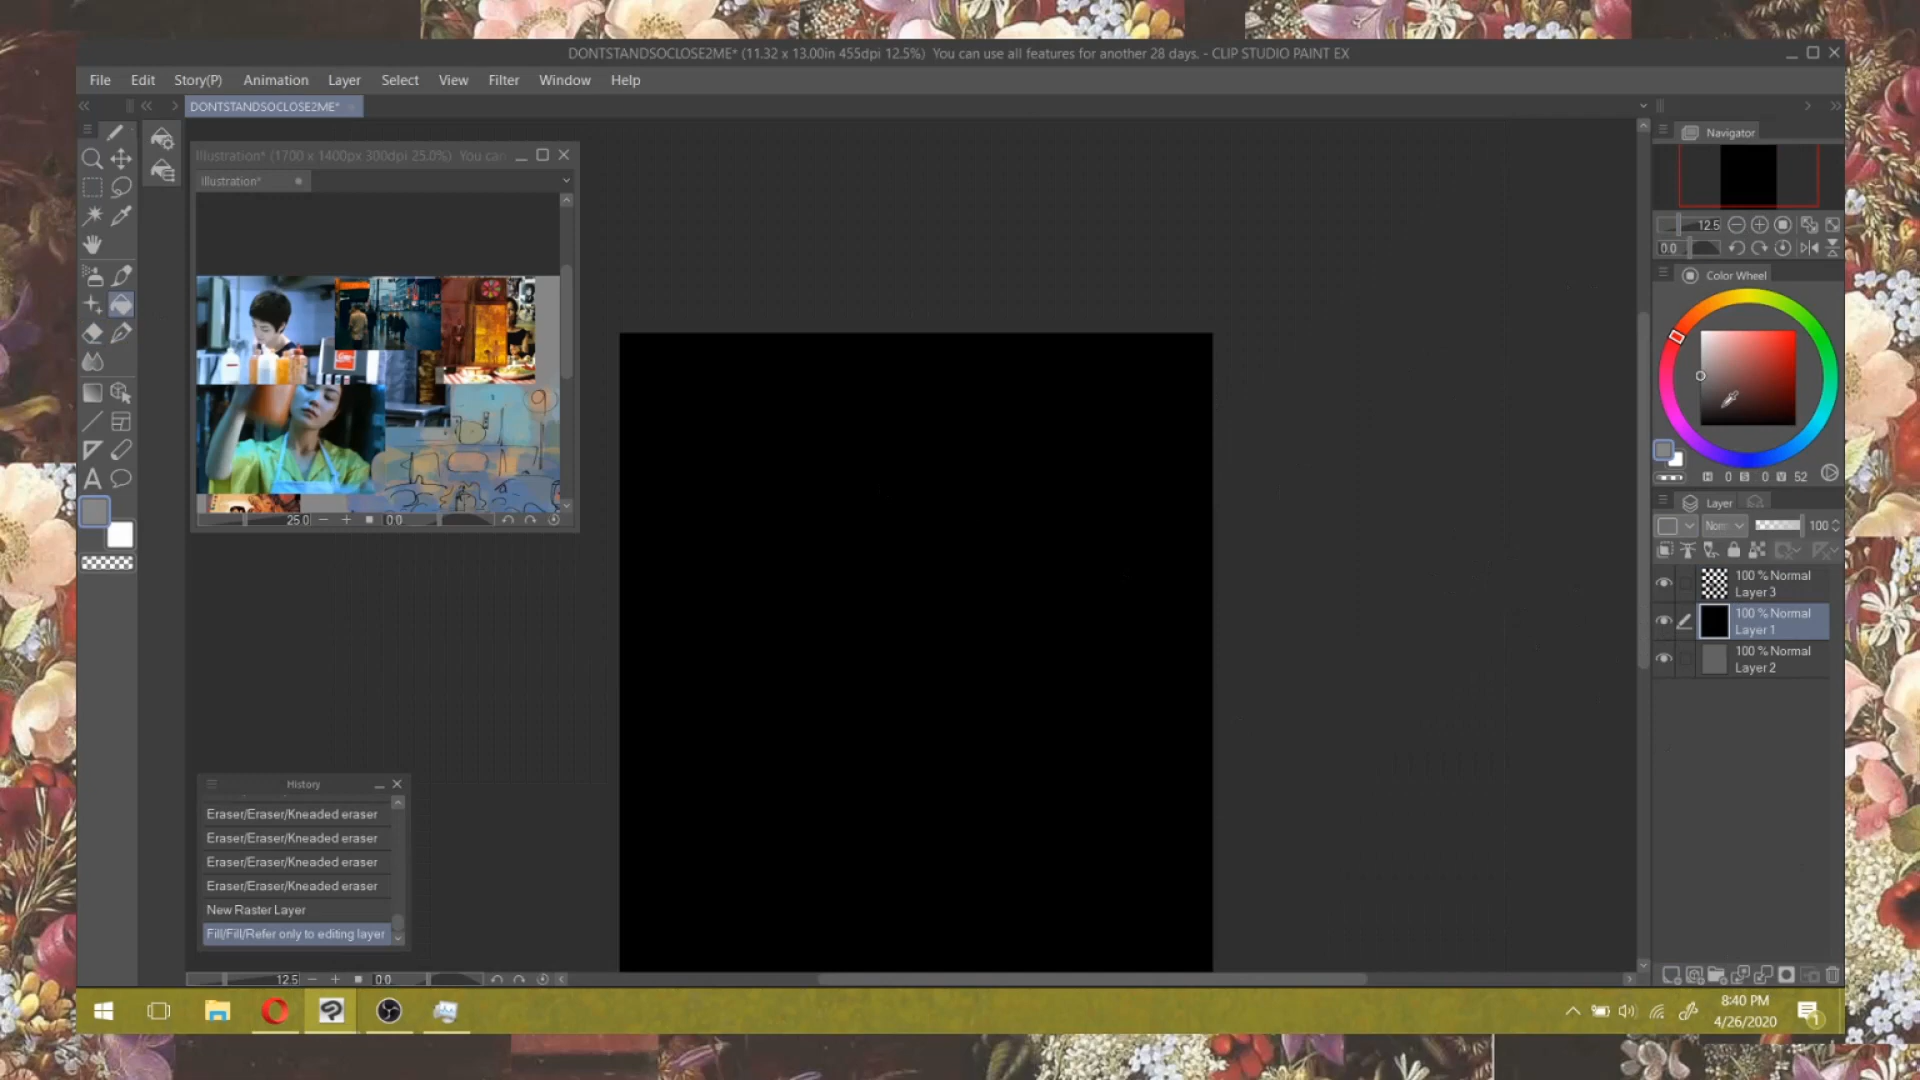 DONTSTANDSOCLOSE2ME* (11.32 x 13.00in 455dpi 12.5%)  You can use all features for another 28 days. - CLIP STUDIO PAINT EX
File Edit Story(P) Animation Layer Select View Filter Window Help
DONTSTANDSOCLOSE2ME*
Illustration* (1700 x 1400px 300dpi 25.0%) You can
Illustration*
25.0 0.0
History
Eraser/Eraser/Kneaded eraser
Eraser/Eraser/Kneaded eraser
Eraser/Eraser/Kneaded eraser
Eraser/Eraser/Kneaded eraser
New Raster Layer
Fill/Fill/Refer only to editing layer
12.5 0.0
Navigator
12.5
0.0
Color Wheel
H 0 S 0 V 52
Layer
Norm 100
100 % Normal
Layer 3
100 % Normal
Layer 1
100 % Normal
Layer 2
8:40 PM
4/26/2020
1